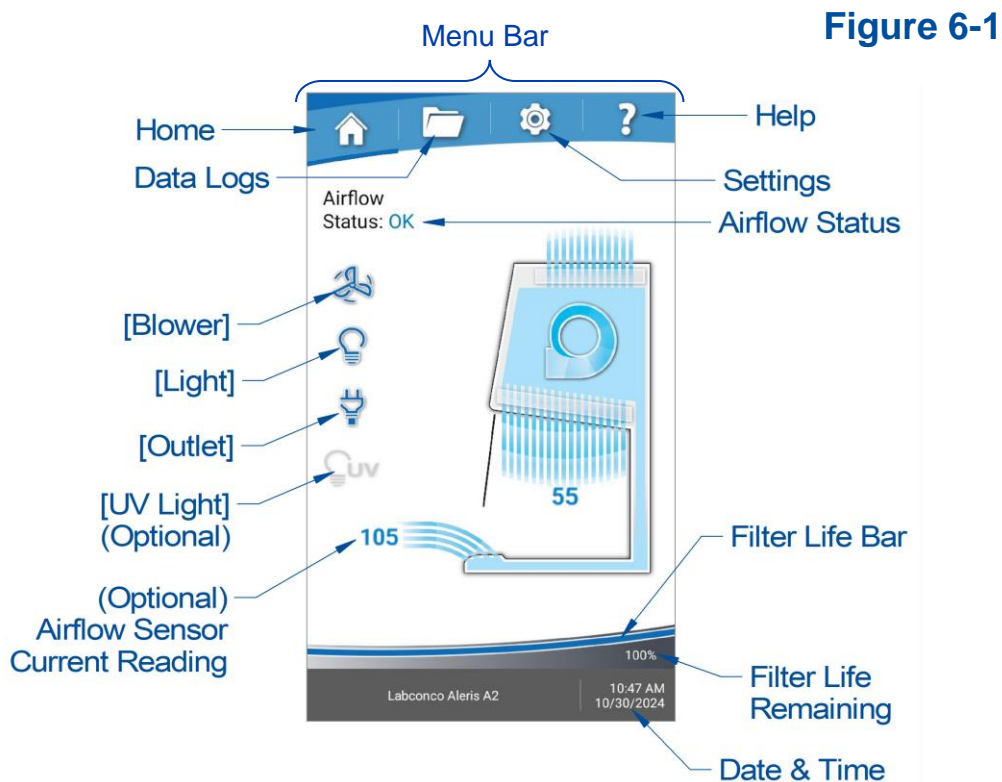 Figure 6-1
Menu Bar
Home
Help
Data Logs
Settings
Airflow
Status: OK
Airflow Status
[Blower]
[Light]
[Outlet]
UV
[UV Light]
(Optional)
55
105
Filter Life Bar
(Optional)
Airflow Sensor
Current Reading
100%
Filter Life
Remaining
Labconco Aleris A2
10:47 AM
10/30/2024
Date & Time